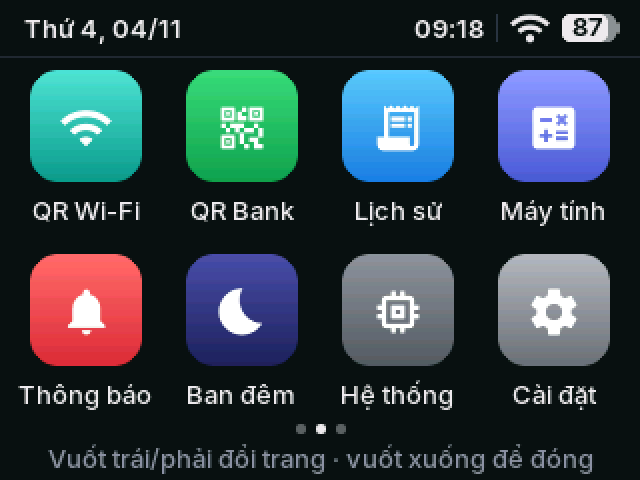 Thứ 4, 04/11 09:18 87
QR Wi-Fi QR Bank Lịch sử Máy tính
Thông báo Ban đêm Hệ thống Cài đặt
Vuốt trái/phải đổi trang · vuốt xuống để đóng